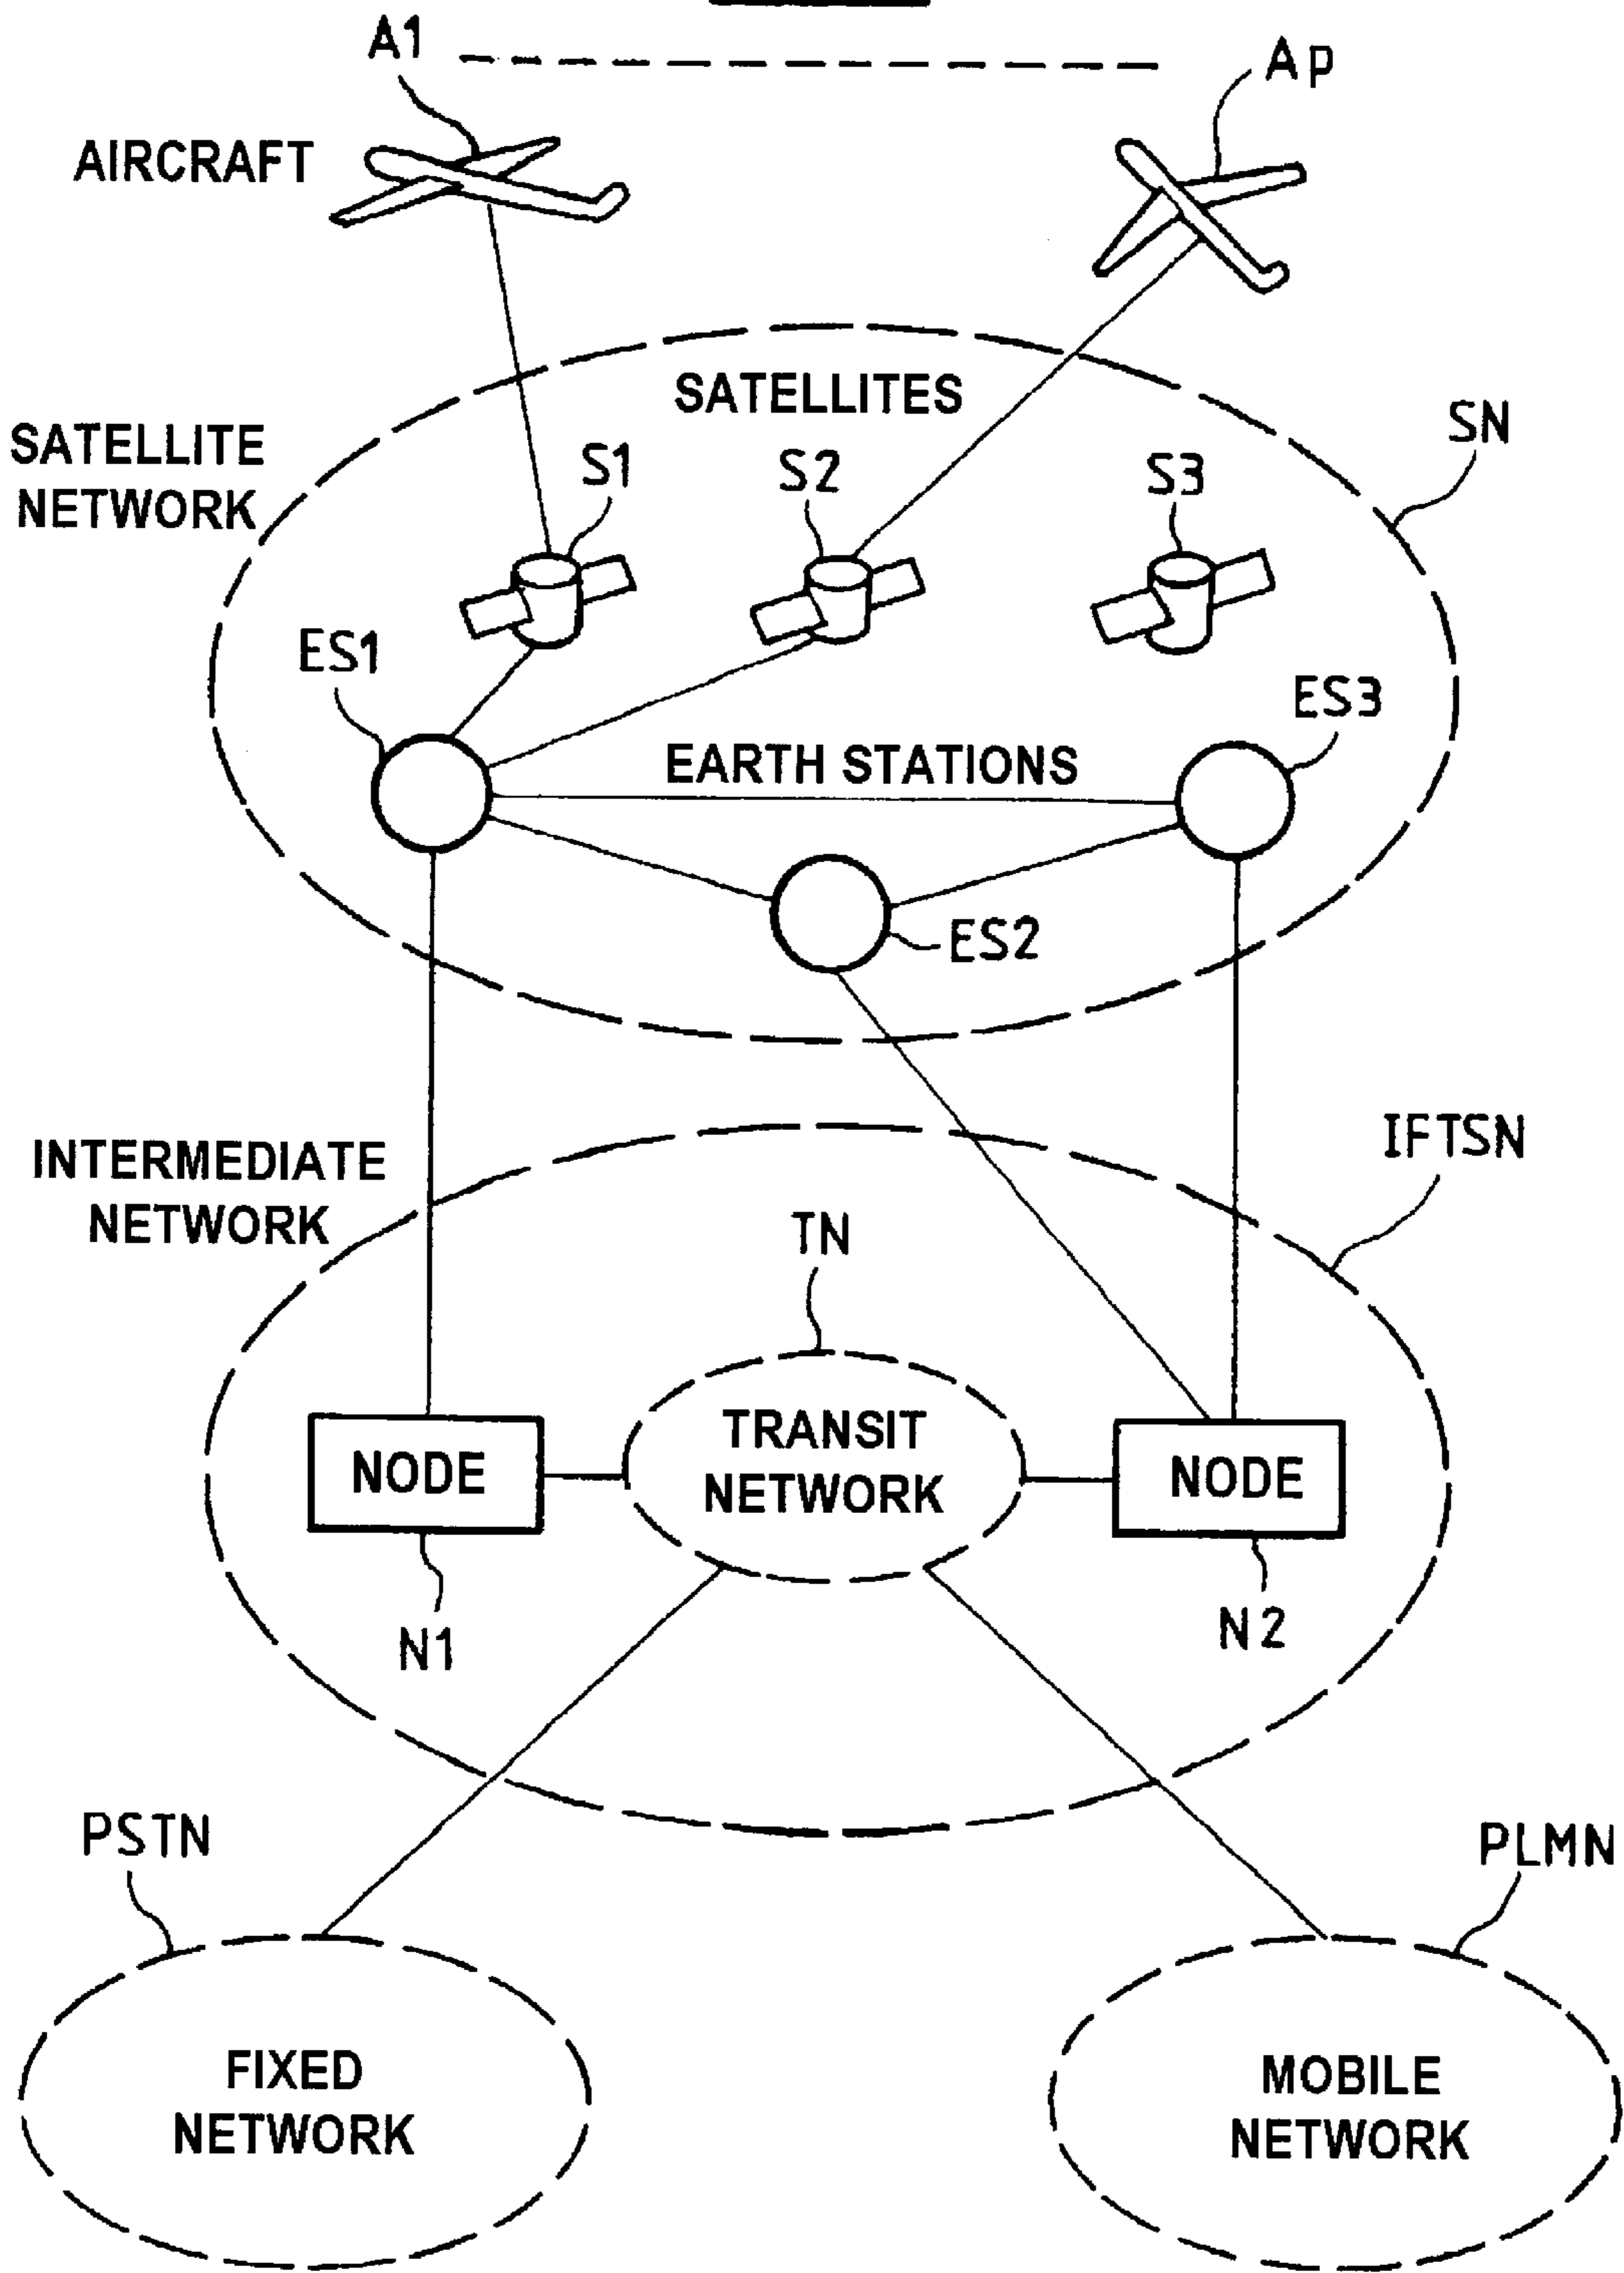 A1
Ap
AIRCRAFT
SATELLITES
SN
SATELLITE
NETWORK
S1
S2
S3
ES1
ES3
EARTH STATIONS
ES2
IFTSN
INTERMEDIATE
NETWORK
TN
TRANSIT
NETWORK
NODE
NODE
N1
N2
PSTN
PLMN
FIXED
NETWORK
MOBILE
NETWORK